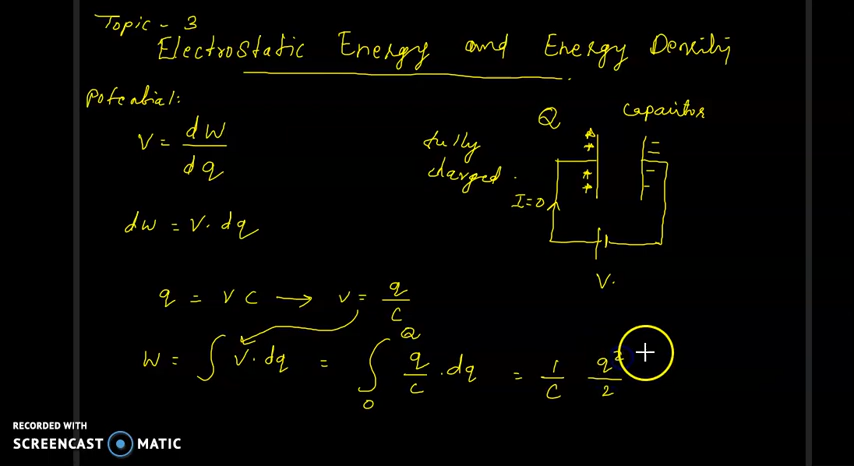 Topic - 3
Electrostatic Energy and Energy Density
Potential:
V = dW / dq
dW = V. dq
q = VC → V = q / C
W = ∫ V. dq = ∫₀^Q q/C . dq = 1/C q²/2
fully
charged.
Q
Capacitor
I=0
V.
RECORDED WITH
SCREENCAST MATIC